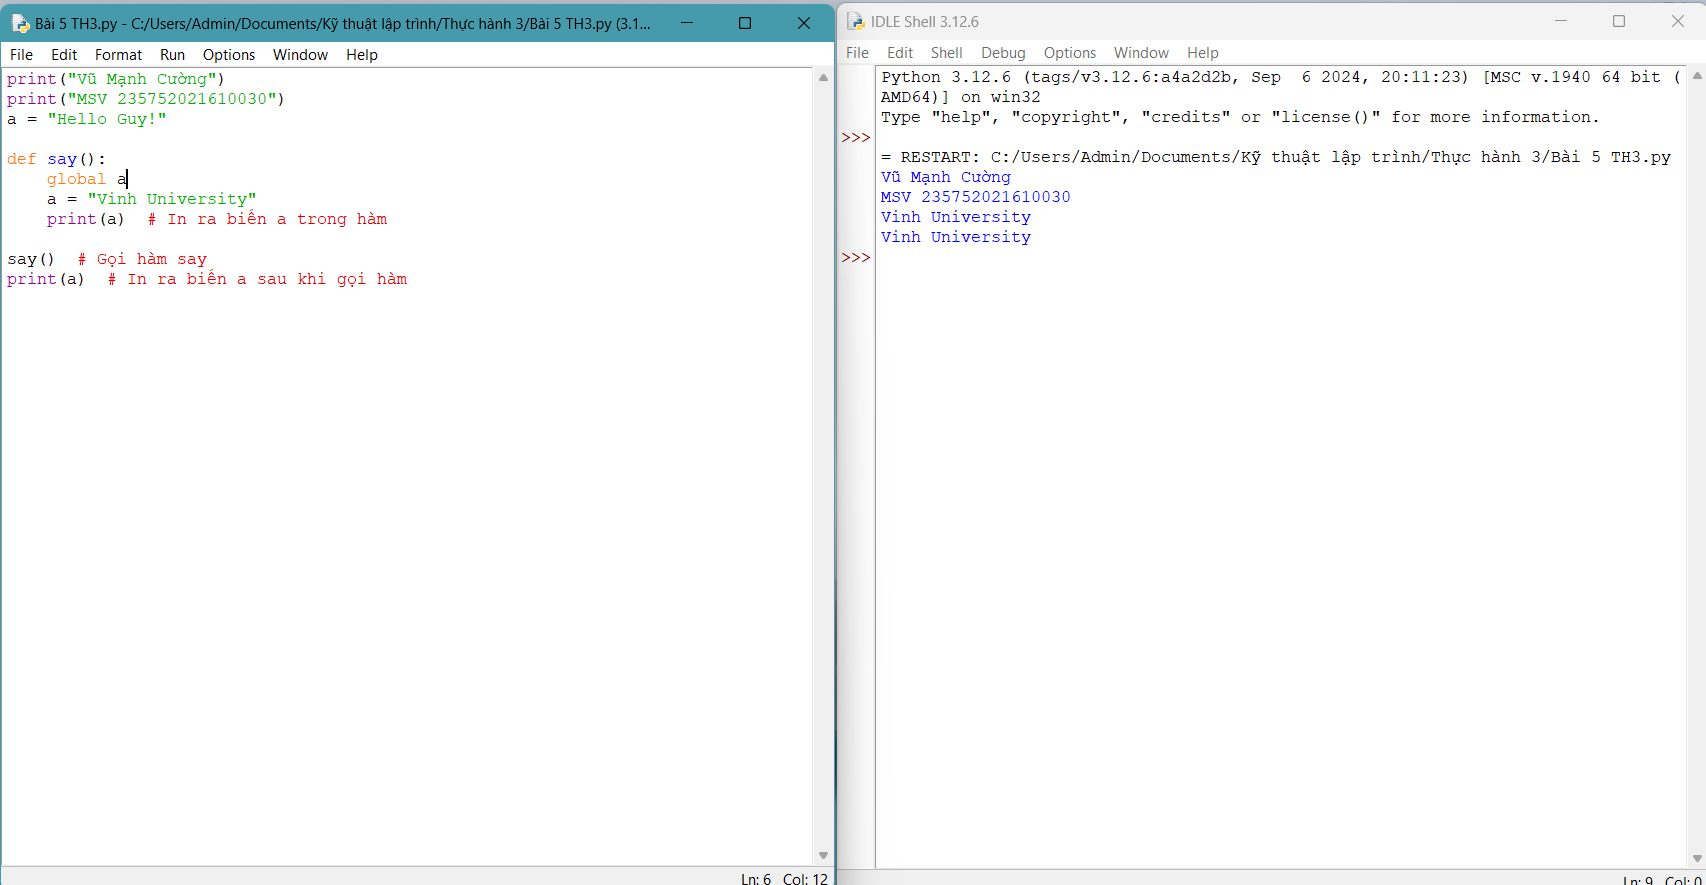 Bài 5 TH3.py - C:/Users/Admin/Documents/Kỹ thuật lập trình/Thực hành 3/Bài 5 TH3.py (3.1...
File Edit Format Run Options Window Help
print("Vũ Mạnh Cường")
print("MSV 235752021610030")
a = "Hello Guy!"
def say():
    global a
    a = "Vinh University"
    print(a)  # In ra biến a trong hàm
say()  # Gọi hàm say
print(a)  # In ra biến a sau khi gọi hàm
Ln: 6 Col: 12
IDLE Shell 3.12.6
File Edit Shell Debug Options Window Help
Python 3.12.6 (tags/v3.12.6:a4a2d2b, Sep  6 2024, 20:11:23) [MSC v.1940 64 bit (
AMD64)] on win32
Type "help", "copyright", "credits" or "license()" for more information.
>>>
= RESTART: C:/Users/Admin/Documents/Kỹ thuật lập trình/Thực hành 3/Bài 5 TH3.py
Vũ Mạnh Cường
MSV 235752021610030
Vinh University
Vinh University
>>>
Ln: 9 Col: 0